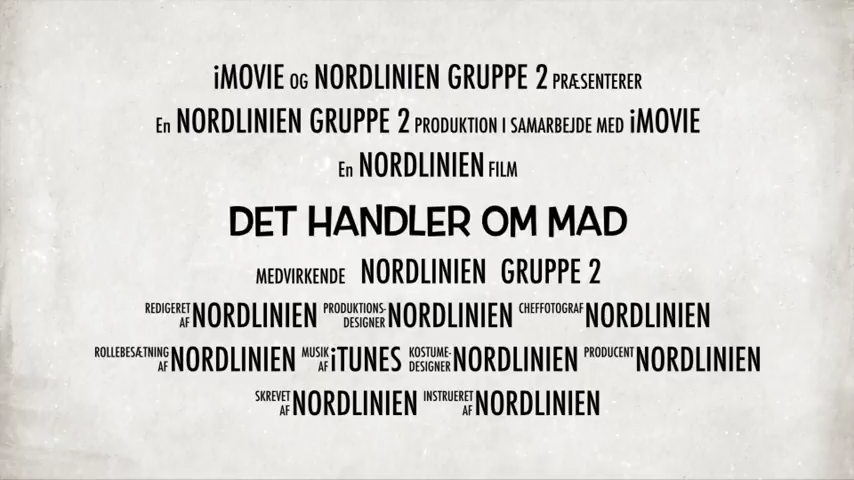 iMOVIE OG NORDLINIEN GRUPPE 2 PRÆSENTERER
En NORDLINIEN GRUPPE 2 PRODUKTION I SAMARBEJDE MED iMOVIE
En NORDLINIEN FILM
DET HANDLER OM MAD
MEDVIRKENDE NORDLINIEN GRUPPE 2
REDIGERET AF NORDLINIEN PRODUKTIONS-DESIGNER NORDLINIEN CHEFFOTOGRAF NORDLINIEN
ROLLEBESÆTNING AF NORDLINIEN MUSIK AF iTUNES KOSTUME-DESIGNER NORDLINIEN PRODUCENT NORDLINIEN
SKREVET AF NORDLINIEN INSTRUERET AF NORDLINIEN